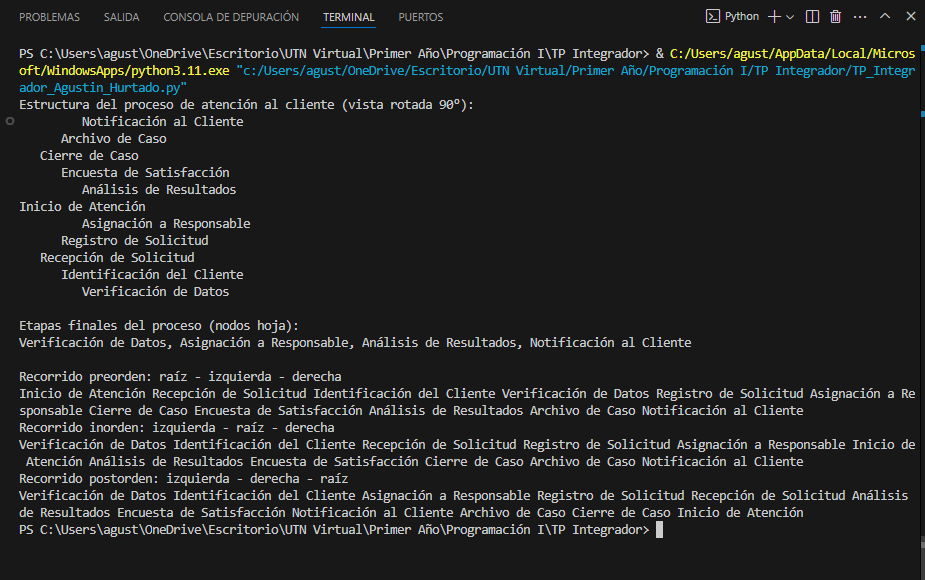 PROBLEMAS SALIDA CONSOLA DE DEPURACIÓN TERMINAL PUERTOS Python
PS C:\Users\agust\OneDrive\Escritorio\UTN Virtual\Primer Año\Programación I\TP Integrador> & C:/Users/agust/AppData/Local/Micros
oft/WindowsApps/python3.11.exe "c:/Users/agust/OneDrive/Escritorio/UTN Virtual/Primer Año/Programación I/TP Integrador/TP_Integr
ador_Agustin_Hurtado.py"
Estructura del proceso de atención al cliente (vista rotada 90°):
Notificación al Cliente
Archivo de Caso
Cierre de Caso
Encuesta de Satisfacción
Análisis de Resultados
Inicio de Atención
Asignación a Responsable
Registro de Solicitud
Recepción de Solicitud
Identificación del Cliente
Verificación de Datos
Etapas finales del proceso (nodos hoja):
Verificación de Datos, Asignación a Responsable, Análisis de Resultados, Notificación al Cliente
Recorrido preorden: raíz - izquierda - derecha
Inicio de Atención Recepción de Solicitud Identificación del Cliente Verificación de Datos Registro de Solicitud Asignación a Re
sponsable Cierre de Caso Encuesta de Satisfacción Análisis de Resultados Archivo de Caso Notificación al Cliente
Recorrido inorden: izquierda - raíz - derecha
Verificación de Datos Identificación del Cliente Recepción de Solicitud Registro de Solicitud Asignación a Responsable Inicio de
Atención Análisis de Resultados Encuesta de Satisfacción Cierre de Caso Archivo de Caso Notificación al Cliente
Recorrido postorden: izquierda - derecha - raíz
Verificación de Datos Identificación del Cliente Asignación a Responsable Registro de Solicitud Recepción de Solicitud Análisis
de Resultados Encuesta de Satisfacción Notificación al Cliente Archivo de Caso Cierre de Caso Inicio de Atención
PS C:\Users\agust\OneDrive\Escritorio\UTN Virtual\Primer Año\Programación I\TP Integrador>